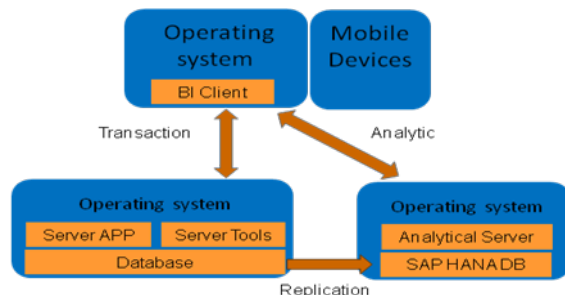 Operating
system
BI Client
Mobile
Devices
Transaction
Analytic
Operating system
Server APP
Server Tools
Database
Operating system
Analytical Server
SAP HANA DB
Replication